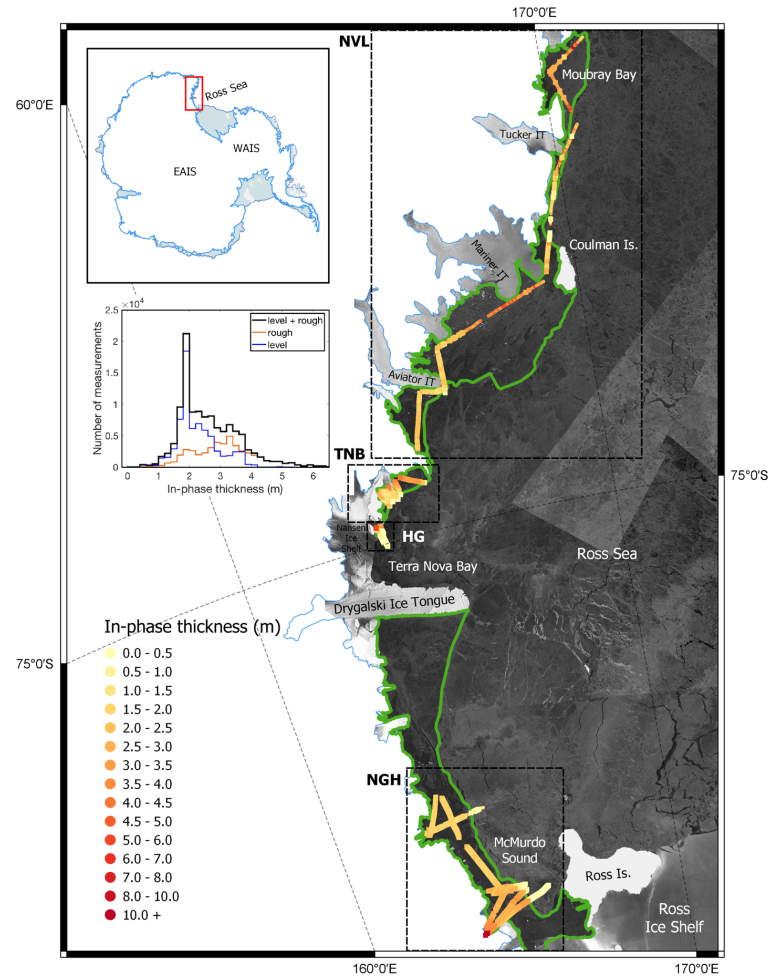 170°0'E
NVL
Moubray Bay
60°0'E
Ross Sea
WAIS
EAIS
Tucker IT
Mariner IT
Coulman Is.
×10^4
2.5
2
1.5
1
0.5
0
Number of measurements
level + rough
rough
level
0 1 2 3 4 5 6
In-phase thickness (m)
Aviator IT
TNB
75°0'S
Nansen
Ice
Shelf
HG
Ross Sea
Terra Nova Bay
Drygalski Ice Tongue
In-phase thickness (m)
0.0 - 0.5
0.5 - 1.0
1.0 - 1.5
1.5 - 2.0
2.0 - 2.5
2.5 - 3.0
3.0 - 3.5
3.5 - 4.0
4.0 - 4.5
4.5 - 5.0
5.0 - 6.0
6.0 - 7.0
7.0 - 8.0
8.0 - 10.0
10.0 +
75°0'S
NGH
McMurdo
Sound
Ross Is.
Ross
Ice Shelf
160°0'E
170°0'E